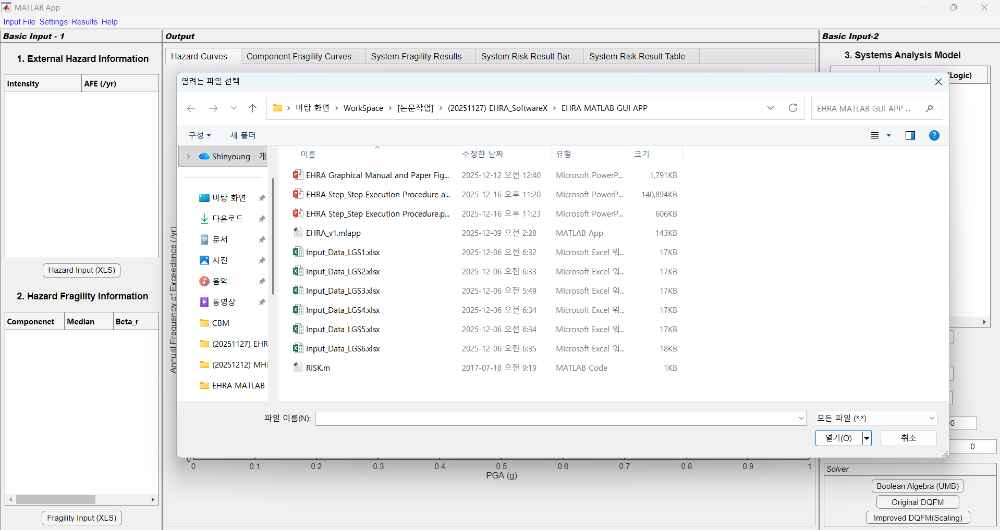 MATLAB App
Input File Settings Results Help
Basic Input - 1
1. External Hazard Information
Intensity AFE (/yr)
Hazard Input (XLS)
2. Hazard Fragility Information
Componenet Median Beta_r
Fragility Input (XLS)
Output
Hazard Curves Component Fragility Curves System Fragility Results System Risk Result Bar System Risk Result Table
Annual Frequency of Exceedance (/yr)
열려는 파일 선택
바탕 화면 WorkSpace [논문작업] (20251127) EHRA_SoftwareX EHRA MATLAB GUI APP
EHRA MATLAB GUI APP ...
구성 새 폴더
Shinyoung - 개
바탕 화면
다운로드
문서
사진
음악
동영상
CBM
(20251127) EHR
(20251212) MH
EHRA MATLAB
이름 수정한 날짜 유형 크기
EHRA Graphical Manual and Paper Fig... 2025-12-12 오전 12:40 Microsoft PowerP... 1,791KB
EHRA Step_Step Execution Procedure a... 2025-12-16 오후 11:20 Microsoft PowerP... 140,894KB
EHRA Step_Step Execution Procedure.p... 2025-12-16 오후 11:23 Microsoft PowerP... 606KB
EHRA_v1.mlapp 2025-12-09 오전 2:28 MATLAB App 143KB
Input_Data_LGS1.xlsx 2025-12-06 오전 6:32 Microsoft Excel 워... 17KB
Input_Data_LGS2.xlsx 2025-12-06 오전 6:33 Microsoft Excel 워... 17KB
Input_Data_LGS3.xlsx 2025-12-06 오전 5:49 Microsoft Excel 워... 17KB
Input_Data_LGS4.xlsx 2025-12-06 오전 6:34 Microsoft Excel 워... 17KB
Input_Data_LGS5.xlsx 2025-12-06 오전 6:34 Microsoft Excel 워... 17KB
Input_Data_LGS6.xlsx 2025-12-06 오전 6:35 Microsoft Excel 워... 18KB
RISK.m 2017-07-18 오전 9:19 MATLAB Code 1KB
파일 이름(N):
모든 파일 (*.*)
열기(O) 취소
0
0 0.1 0.2 0.3 0.4 0.5 0.6 0.7 0.8 0.9 1
PGA (g)
Basic Input-2
3. Systems Analysis Model
Logic)
0
0
Solver
Boolean Algebra (UMB)
Original DQFM
Improved DQFM(Scaling)